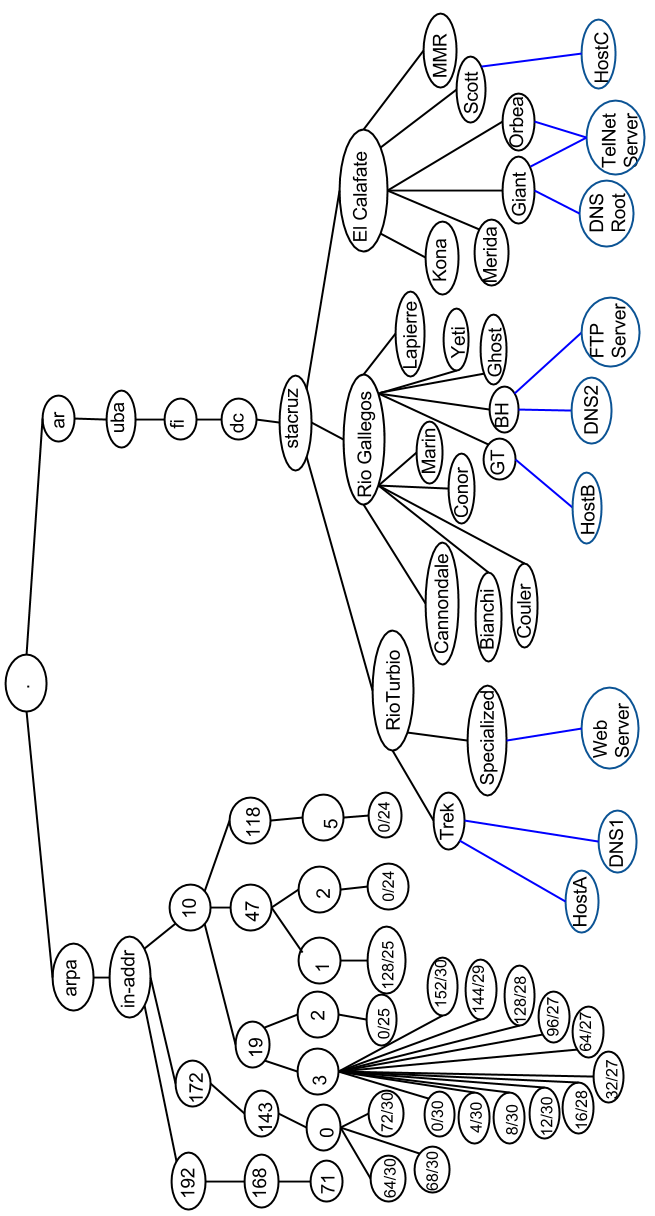 .
arpa
ar
in-addr
uba
fi
dc
stacruz
192
172
10
168
143
19
47
118
71
0
3
2
1
2
5
64/30
68/30
72/30
0/30
4/30
8/30
12/30
16/28
32/27
64/27
96/27
128/28
144/29
152/30
0/25
128/25
0/24
0/24
RioTurbio
Rio Gallegos
El Calafate
Trek
Specialized
Cannondale
Bianchi
Couler
Conor
Marin
GT
BH
Ghost
Yeti
Lapierre
Kona
Merida
Giant
Orbea
Scott
MMR
HostA
DNS1
Web
Server
HostB
DNS2
FTP
Server
DNS
Root
TelNet
Server
HostC